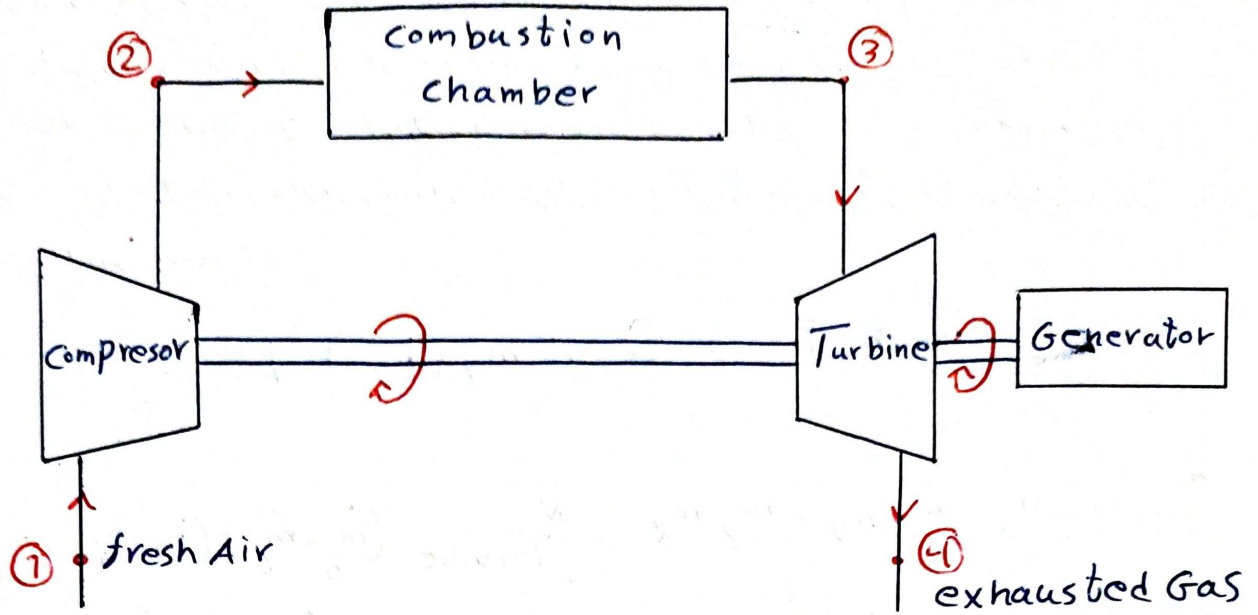 combustion
chamber
②
③
compresor
Turbine
Generator
①
fresh Air
④
exhausted Gas